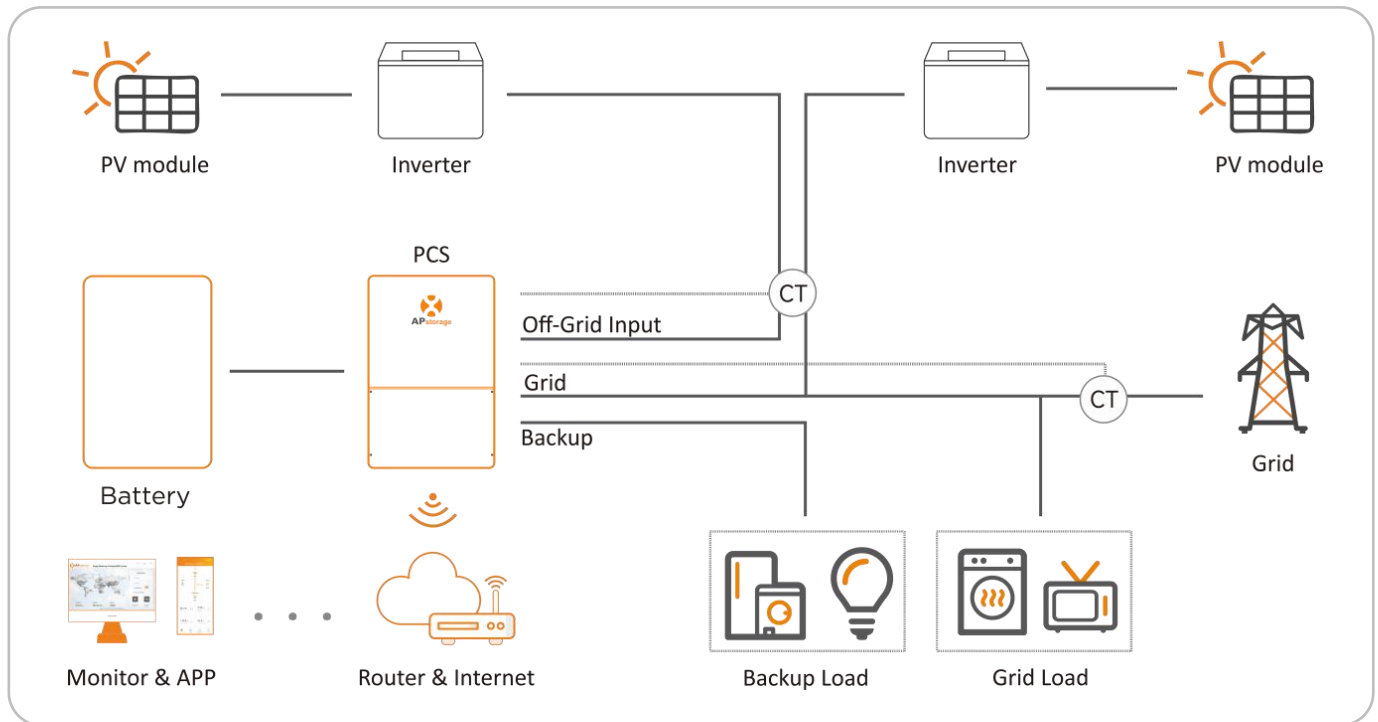 PV module
Inverter
Inverter
PV module
PCS
APstorage
CT
Off-Grid Input
Grid
CT
Backup
Grid
Battery
Monitor & APP
Router & Internet
Backup Load
Grid Load